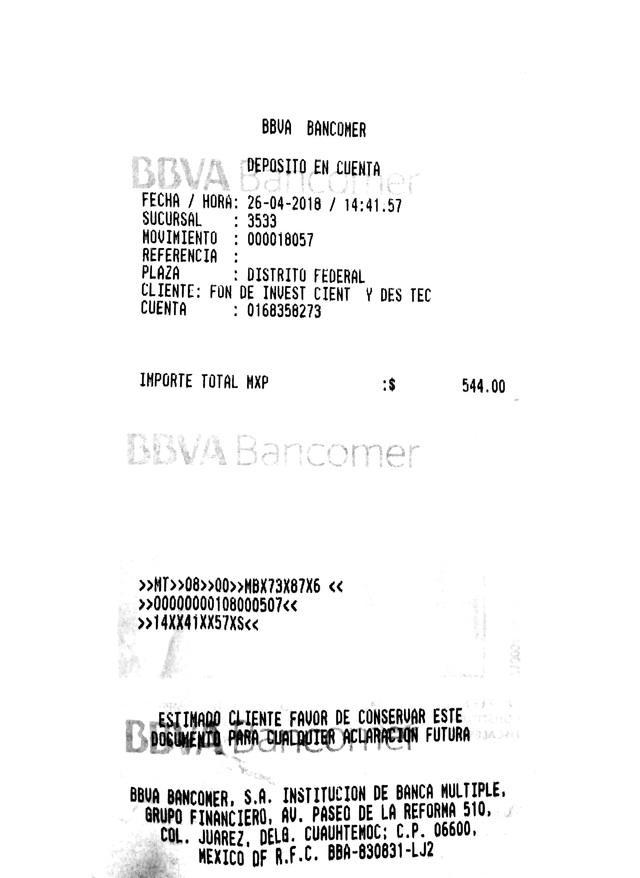 BBVA BANCOMER
BBVA Bancomer
DEPOSITO EN CUENTA
FECHA / HORA: 26-04-2018 / 14:41.57
SUCURSAL : 3533
MOVIMIENTO : 000018057
REFERENCIA :
PLAZA : DISTRITO FEDERAL
CLIENTE: FON DE INVEST CIENT Y DES TEC
CUENTA : 0168358273
IMPORTE TOTAL MXP :$ 544.00
BBVA Bancomer
>>MT>>08>>00>>MBX73X87X6 <<
>>00000000108000507<<
>>14XX41XX57XS<<
ESTIMADO CLIENTE FAVOR DE CONSERVAR ESTE
DOCUMENTO PARA CUALQUIER ACLARACION FUTURA
BBVA Bancomer
BBVA BANCOMER, S.A. INSTITUCION DE BANCA MULTIPLE,
GRUPO FINANCIERO, AV. PASEO DE LA REFORMA 510,
COL. JUAREZ, DELG. CUAUHTEMOC; C.P. 06600,
MEXICO DF R.F.C. BBA-830831-LJ2